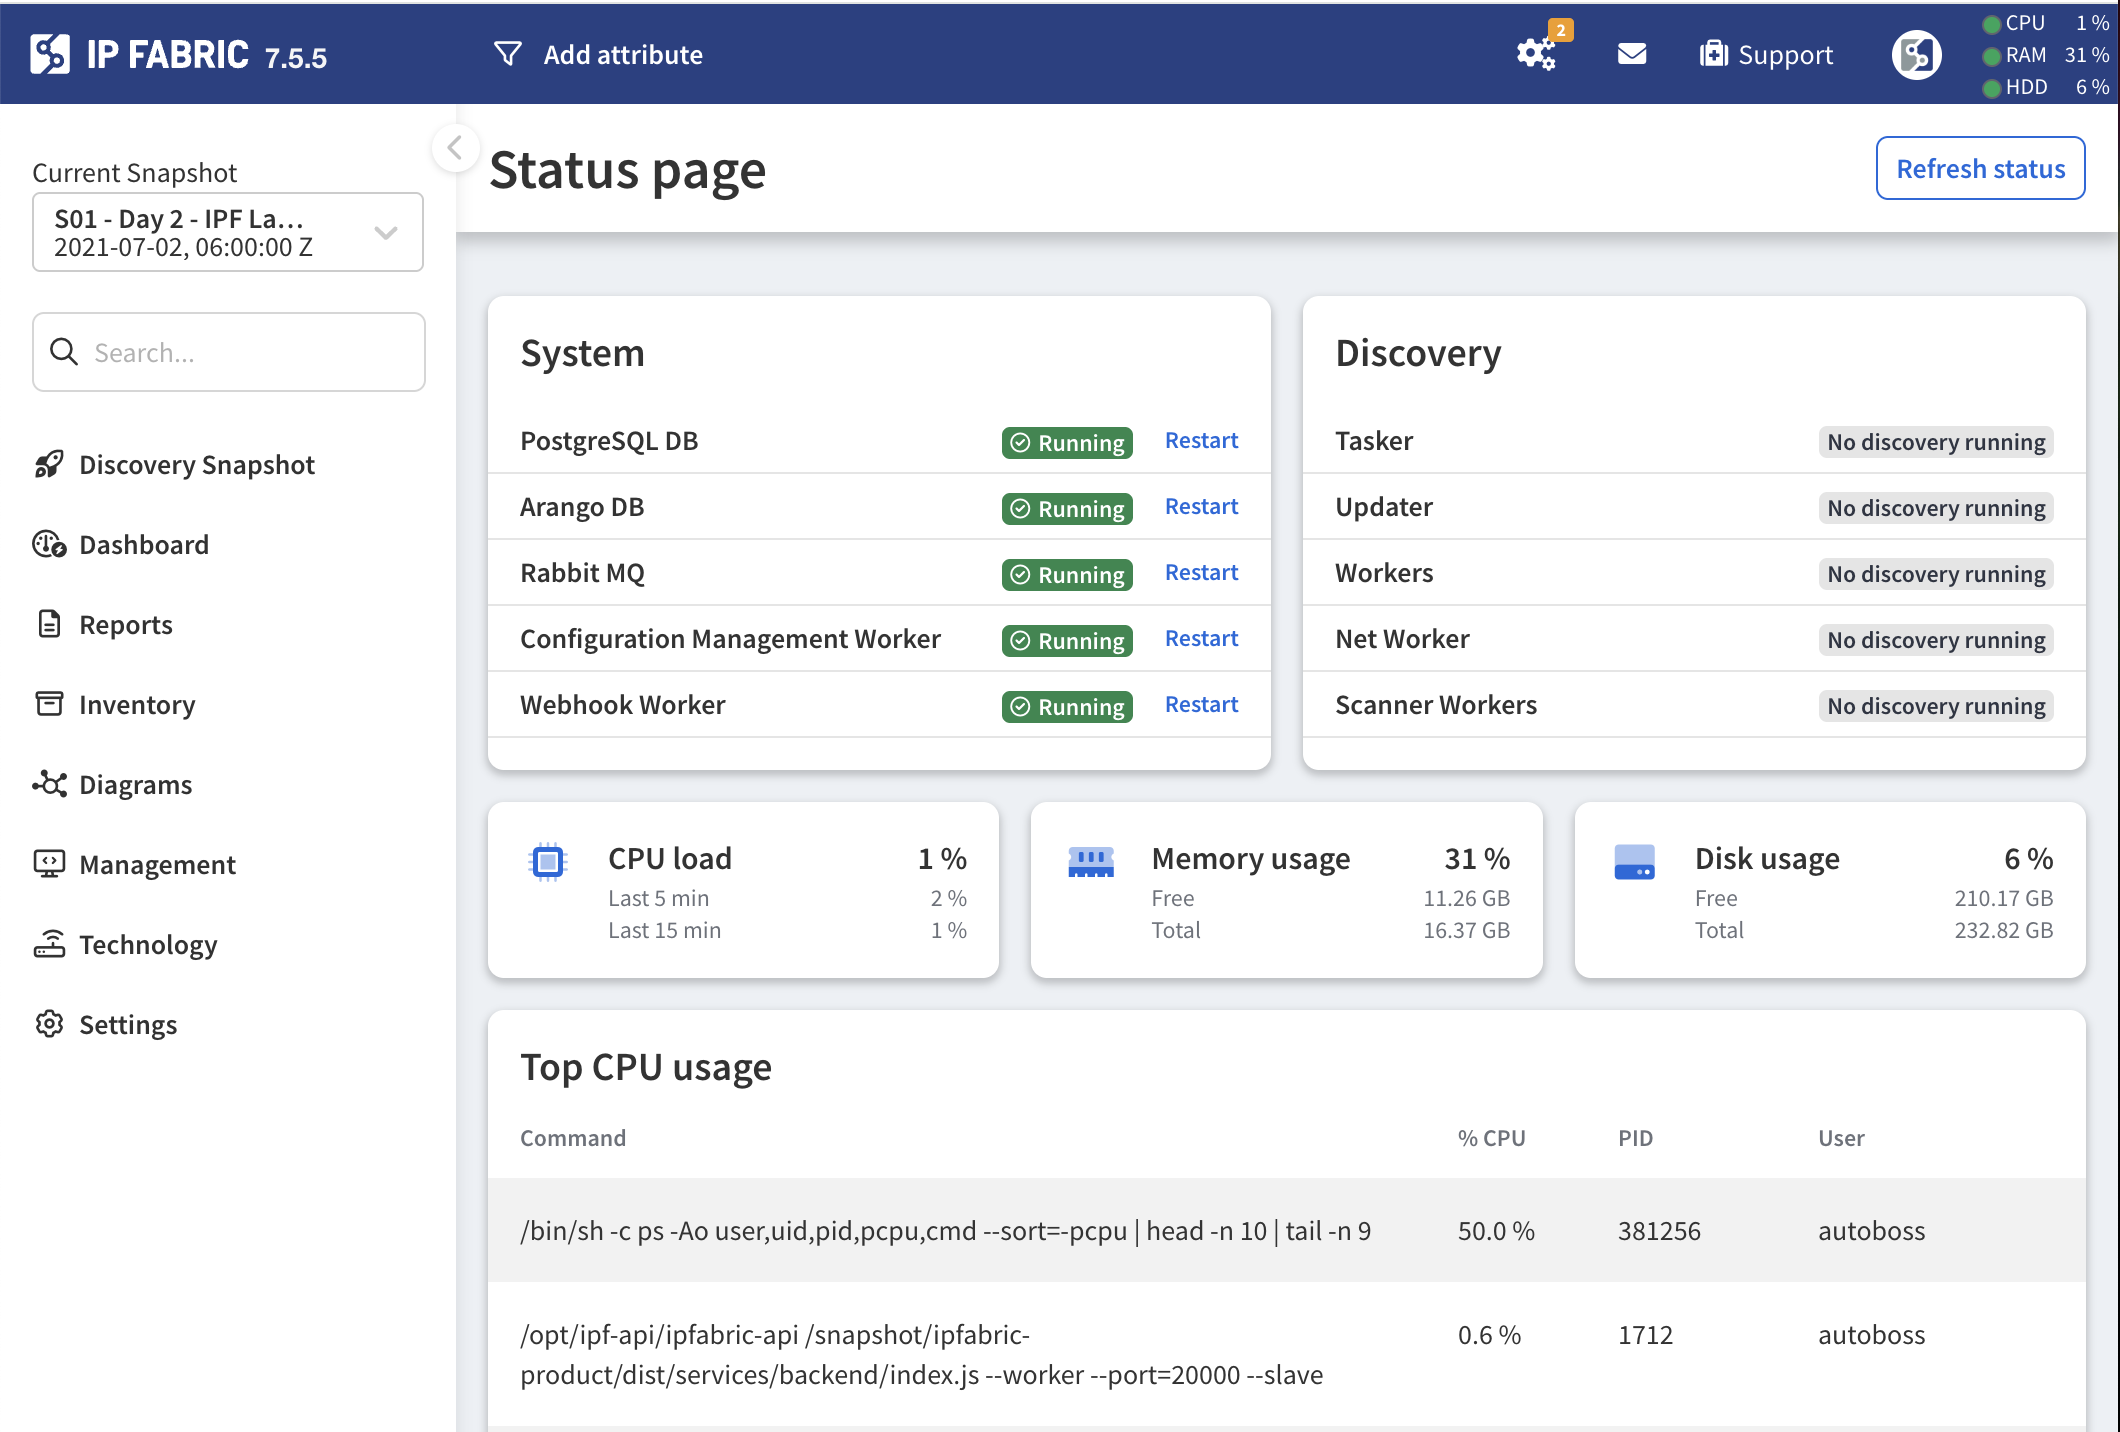 IP FABRIC 7.5.5
Add attribute
2
Support
CPU 1 %
RAM 31 %
HDD 6 %
Current Snapshot
S01 - Day 2 - IPF La...
2021-07-02, 06:00:00 Z
Search...
Discovery Snapshot
Dashboard
Reports
Inventory
Diagrams
Management
Technology
Settings
Status page
Refresh status
System
PostgreSQL DB Running Restart
Arango DB Running Restart
Rabbit MQ Running Restart
Configuration Management Worker Running Restart
Webhook Worker Running Restart
Discovery
Tasker No discovery running
Updater No discovery running
Workers No discovery running
Net Worker No discovery running
Scanner Workers No discovery running
CPU load 1 %
Last 5 min 2 %
Last 15 min 1 %
Memory usage 31 %
Free 11.26 GB
Total 16.37 GB
Disk usage 6 %
Free 210.17 GB
Total 232.82 GB
Top CPU usage
Command % CPU PID User
/bin/sh -c ps -Ao user,uid,pid,pcpu,cmd --sort=-pcpu | head -n 10 | tail -n 9 50.0 % 381256 autoboss
/opt/ipf-api/ipfabric-api /snapshot/ipfabric- 0.6 % 1712 autoboss
product/dist/services/backend/index.js --worker --port=20000 --slave